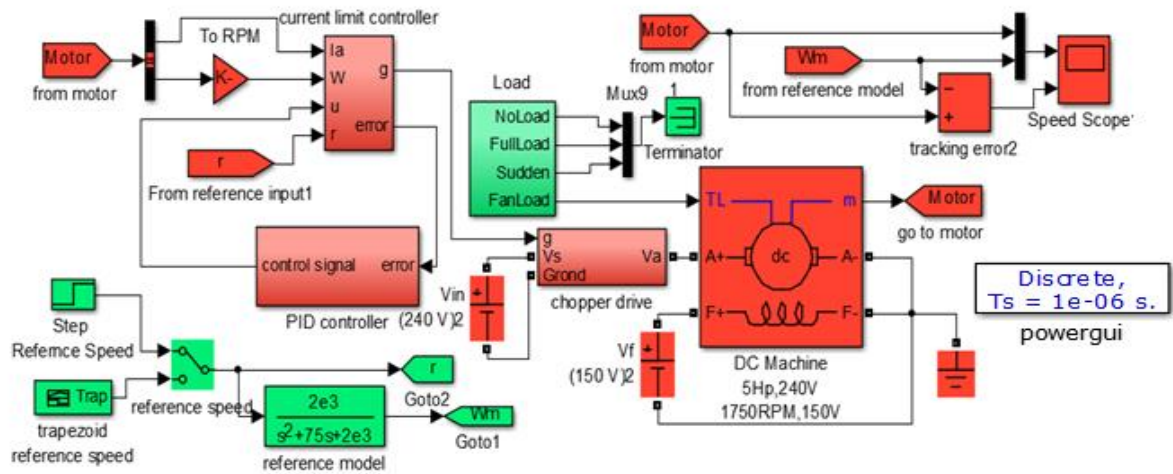 current limit controller
Motor
from motor
To RPM
K-
Ia
W
u
r
g
error
r
From reference input1
Load
NoLoad
FullLoad
Sudden
FanLoad
Mux9
1
Terminator
Motor
from motor
Wm
from reference model
−
+
tracking error2
Speed Scope'
TL
m
A+
dc
A-
F+
F-
DC Machine
5Hp,240V
1750RPM,150V
Motor
go to motor
Discrete,
Ts = 1e-06 s.
powergui
control signal
error
PID controller
g
Vs
Grond
Va
chopper drive
Vin
(240 V)2
+
Vf
(150 V)2
+
Step
Refernce Speed
Trap
trapezoid
reference speed
reference speed
r
Goto2
2e3
s²+75s+2e3
reference model
Wm
Goto1